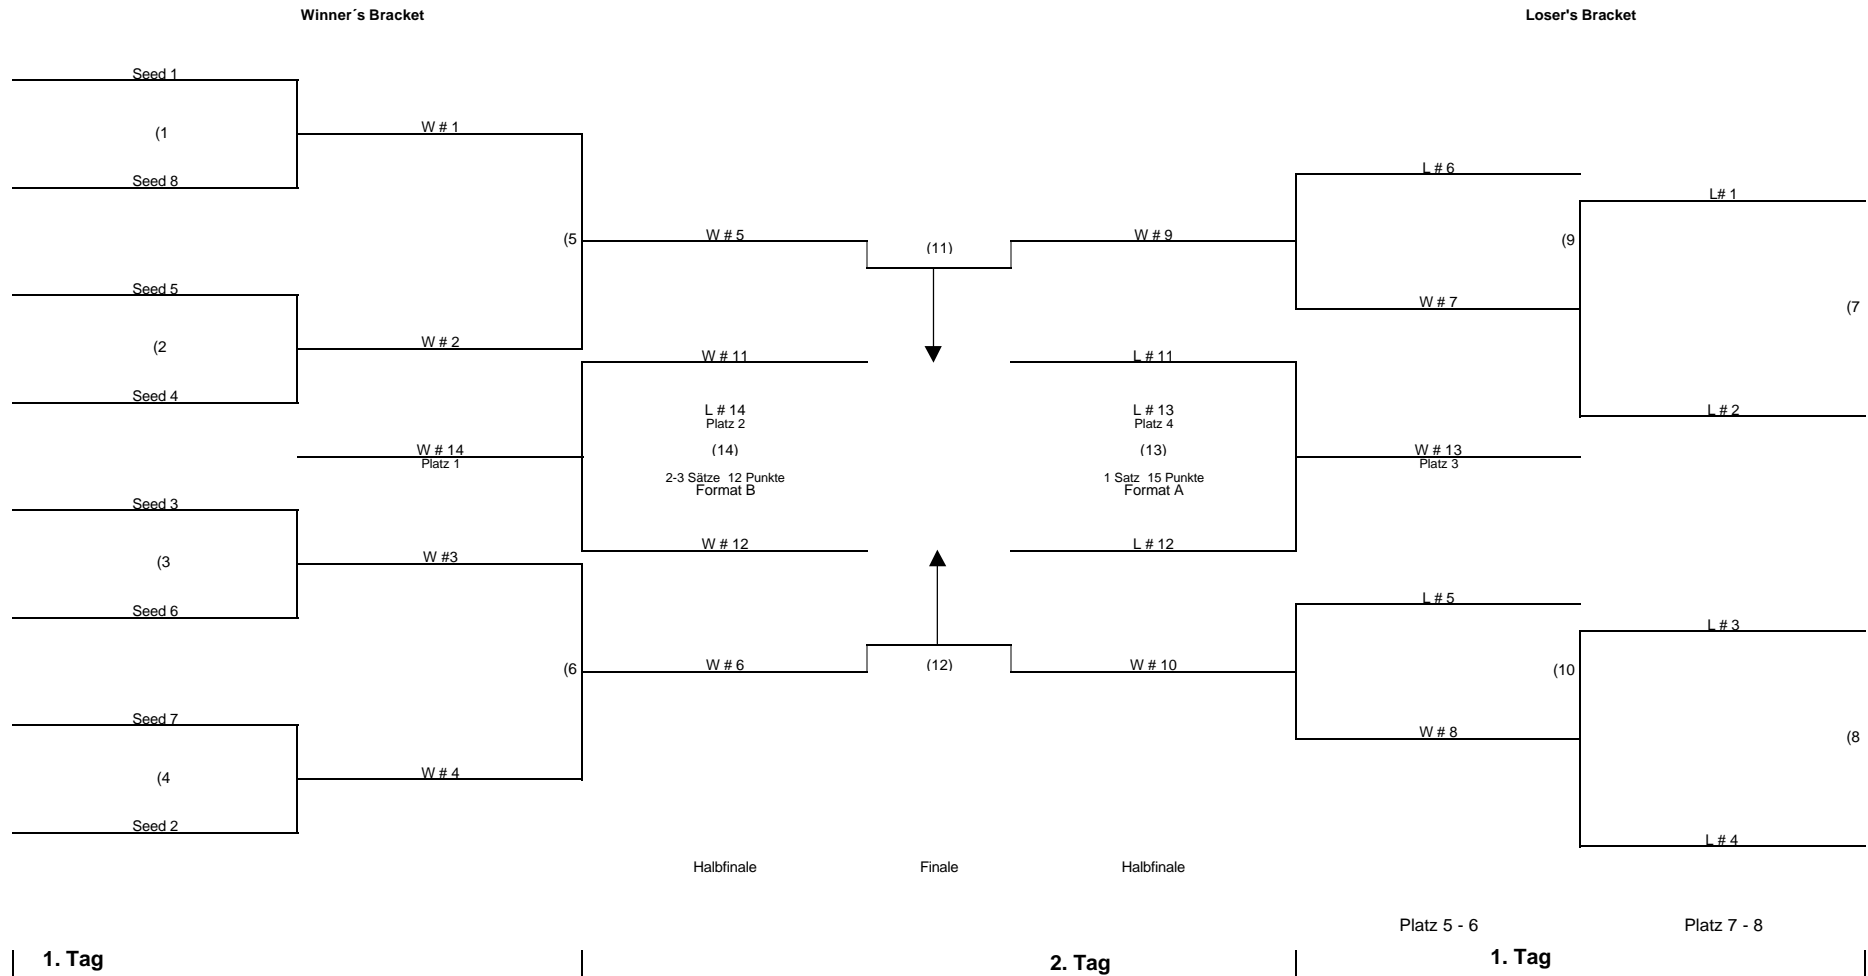 Winner´s Bracket
Loser's Bracket
Seed 1
(1
W # 1
Seed 8
L # 6
L# 1
(5
W # 5
(11)
W # 9
(9
Seed 5
W # 7
(7
(2
W # 2
W # 11
L # 11
Seed 4
L # 14
Platz 2
L # 13
Platz 4
L # 2
W # 14
Platz 1
(14)
(13)
W # 13
Platz 3
2-3 Sätze  12 Punkte
Format B
1 Satz  15 Punkte
Format A
Seed 3
(3
W #3
W # 12
L # 12
Seed 6
L # 5
L # 3
(6
W # 6
(12)
W # 10
(10
Seed 7
W # 8
(8
(4
W # 4
Seed 2
L # 4
Halbfinale
Finale
Halbfinale
Platz 5 - 6
Platz 7 - 8
1. Tag
2. Tag
1. Tag